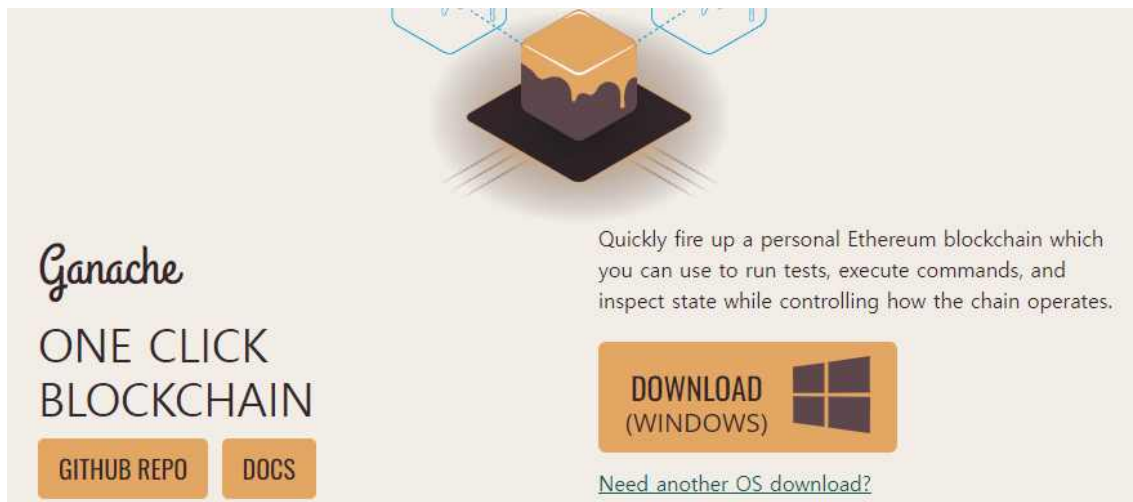 Ganache
ONE CLICK
BLOCKCHAIN
GITHUB REPO
DOCS
Quickly fire up a personal Ethereum blockchain which
you can use to run tests, execute commands, and
inspect state while controlling how the chain operates.
DOWNLOAD
(WINDOWS)
Need another OS download?